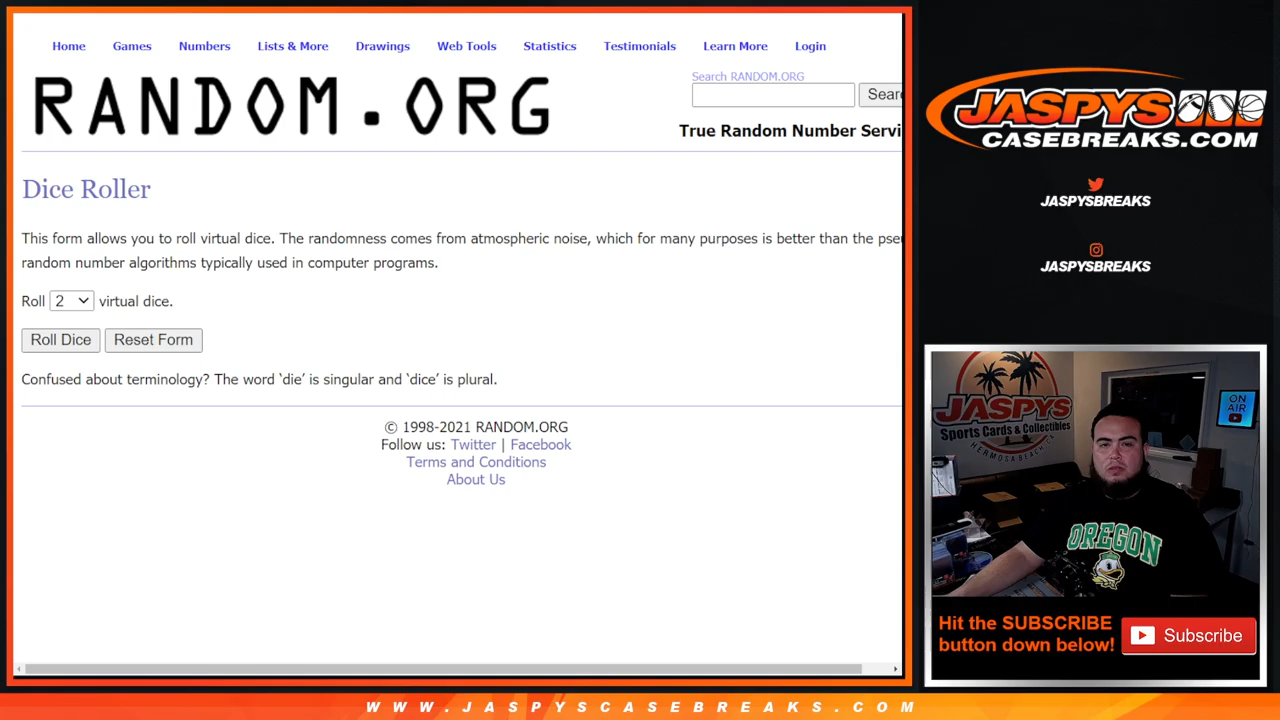 Home Games Numbers Lists & More Drawings Web Tools Statistics Testimonials Learn More Login
Search RANDOM.ORG
RANDOM.ORG
Sear
True Random Number Servi
Dice Roller
This form allows you to roll virtual dice. The randomness comes from atmospheric noise, which for many purposes is better than the pse
random number algorithms typically used in computer programs.
Roll 2 virtual dice.
Roll Dice Reset Form
Confused about terminology? The word ‘die’ is singular and ‘dice’ is plural.
© 1998-2021 RANDOM.ORG
Follow us: Twitter | Facebook
Terms and Conditions
About Us
JASPYS
CASEBREAKS.COM
JASPYSBREAKS
JASPYSBREAKS
JASPYS
Sports Cards & Collectibles
HERMOSA BEACH, CA
ON
AIR
OREGON
Hit the SUBSCRIBE
button down below!
Subscribe
WWW.JASPYSCASEBREAKS.COM